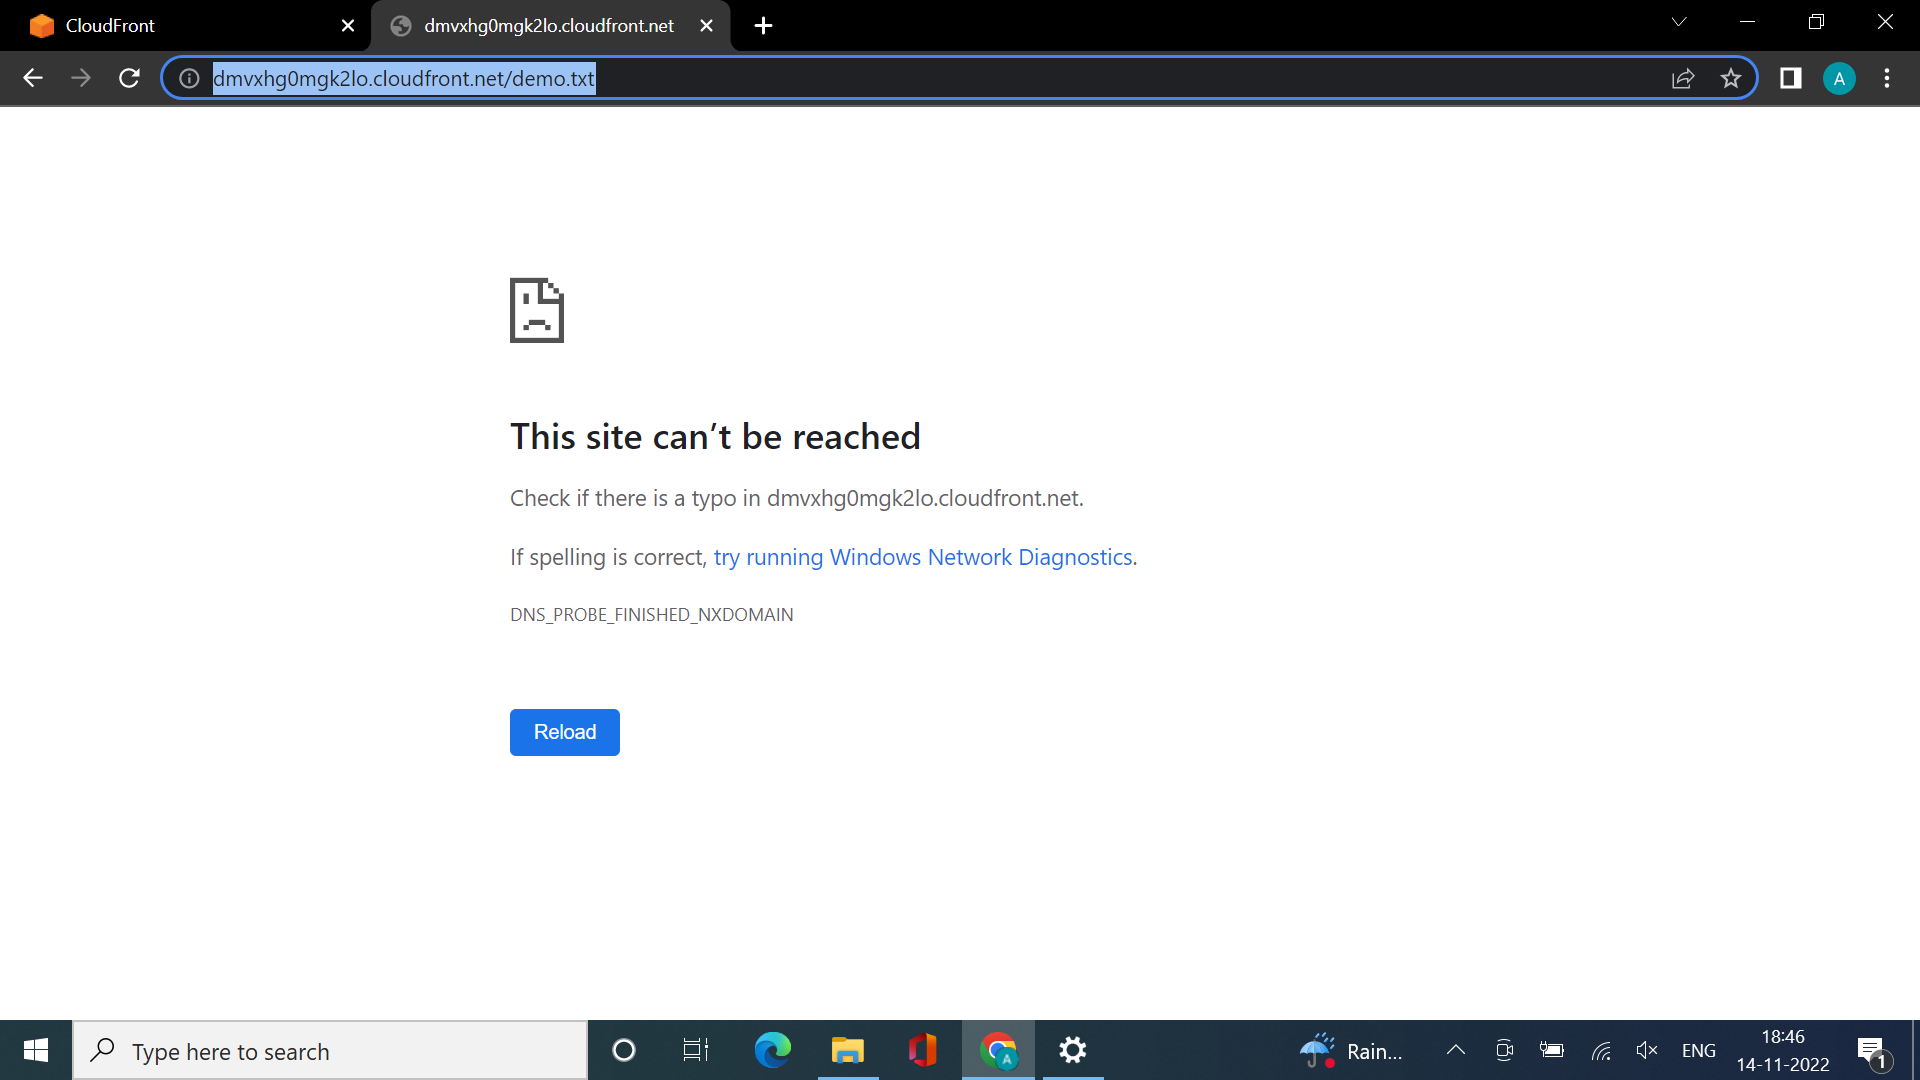 CloudFront
dmvxhg0mgk2lo.cloudfront.net
dmvxhg0mgk2lo.cloudfront.net/demo.txt
A
This site can’t be reached
Check if there is a typo in dmvxhg0mgk2lo.cloudfront.net.
If spelling is correct, try running Windows Network Diagnostics.
DNS_PROBE_FINISHED_NXDOMAIN
Reload
Type here to search
A
Rain...
ENG
18:46
14-11-2022
1